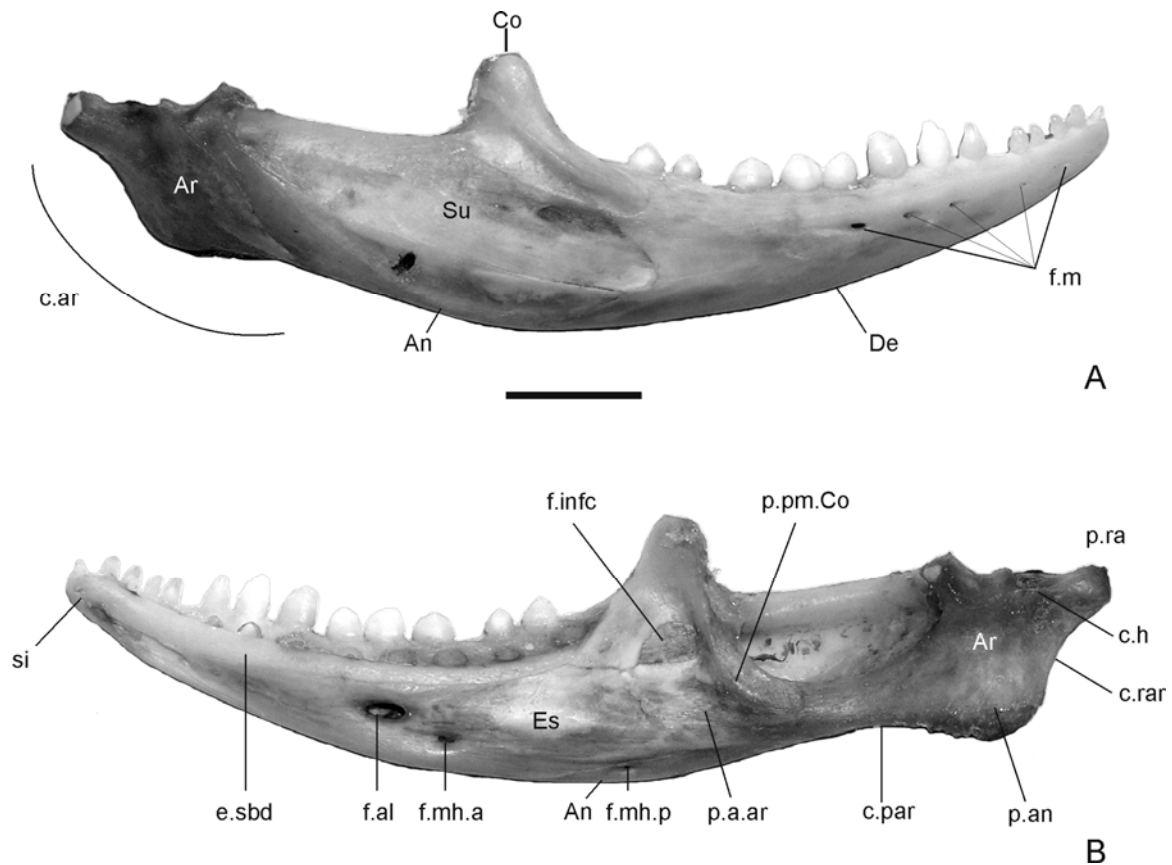 Co
Ar
Su
c.ar
f.m
An
De
A
f.infc
p.pm.Co
p.ra
c.h
Ar
c.rar
si
Es
e.sbd
f.al
f.mh.a
An
f.mh.p
p.a.ar
c.par
p.an
B